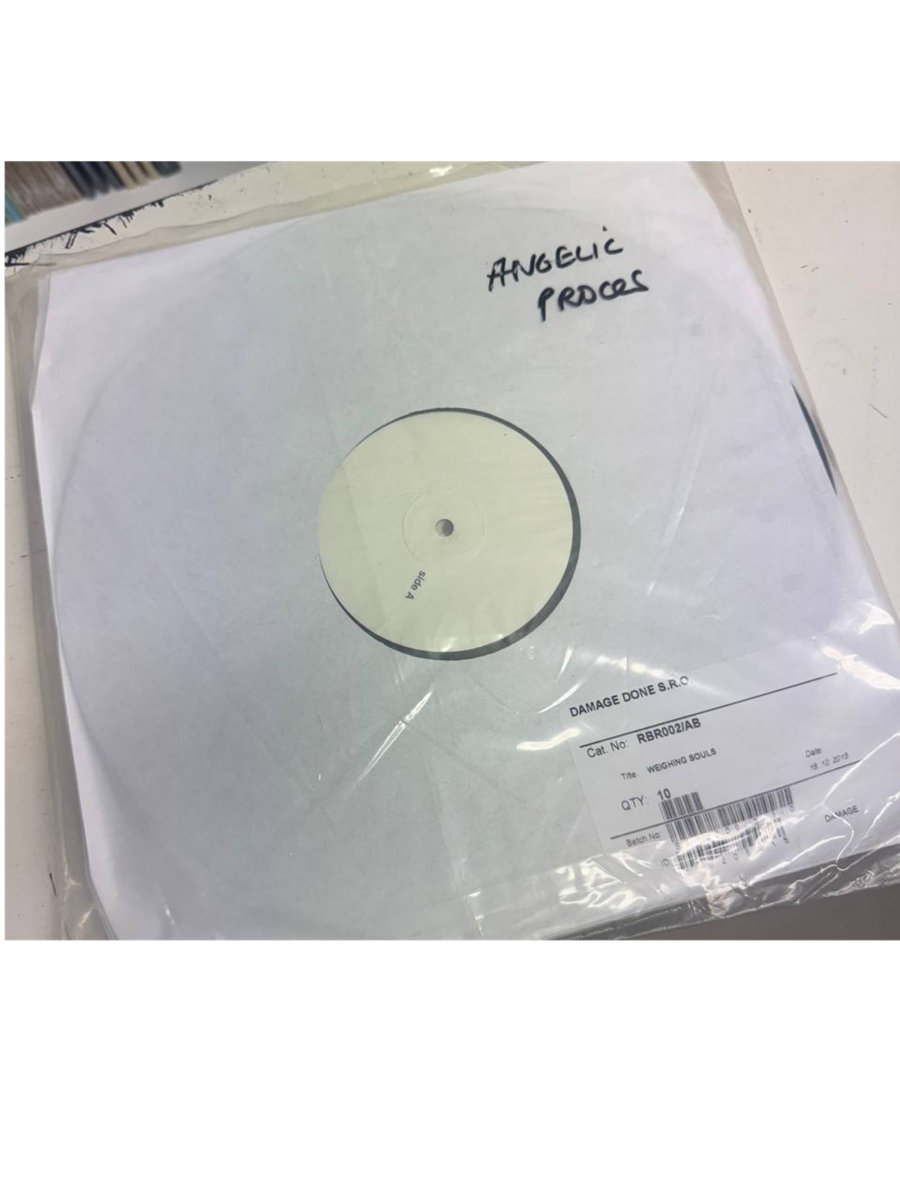 ANGELIC
PROCES
side A
DAMAGE DONE S.R.O
Cat. No: RBR002/AB
Title WEIGHING SOULS
Date:
18 12 2015
QTY: 10
Batch No
ID
DAMAGE